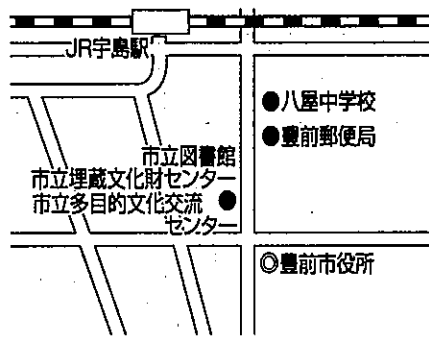 JR宇島駅
●八屋中学校
●豊前郵便局
市立図書館
市立埋蔵文化財センター
市立多目的文化交流
センター
◎豊前市役所